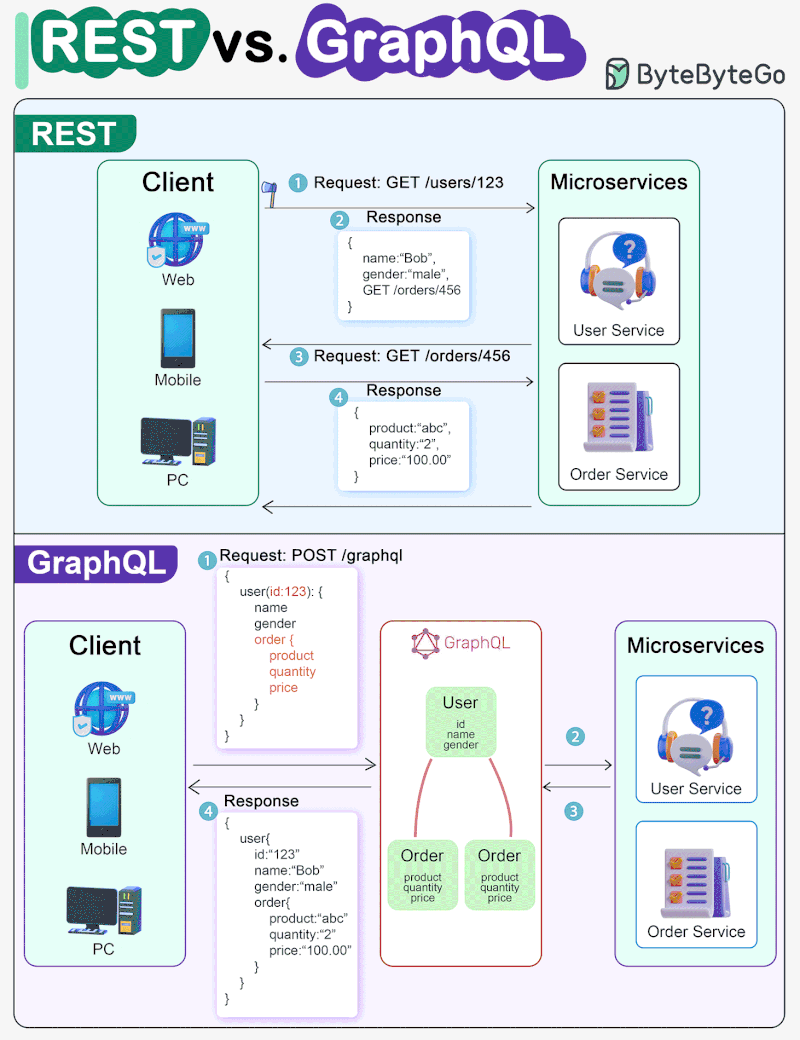 REST vs. GraphQL
ByteByteGo
REST
Client
Web
www
Mobile
PC
1 Request: GET /users/123
2 Response
{
name:“Bob”,
gender:“male”,
GET /orders/456
}
3 Request: GET /orders/456
4 Response
{
product:“abc”,
quantity:“2”,
price:“100.00”
}
Microservices
?
User Service
Order Service
GraphQL
1 Request: POST /graphql
{
user(id:123): {
name
gender
order {
product
quantity
price
}
}
}
Client
www
Web
Mobile
PC
4 Response
{
user{
id:“123”
name:“Bob”
gender:“male”
order{
product:“abc”
quantity:“2”
price:“100.00”
}
}
}
GraphQL
User
id
name
gender
Order
product
quantity
price
Order
product
quantity
price
2
3
Microservices
?
User Service
Order Service